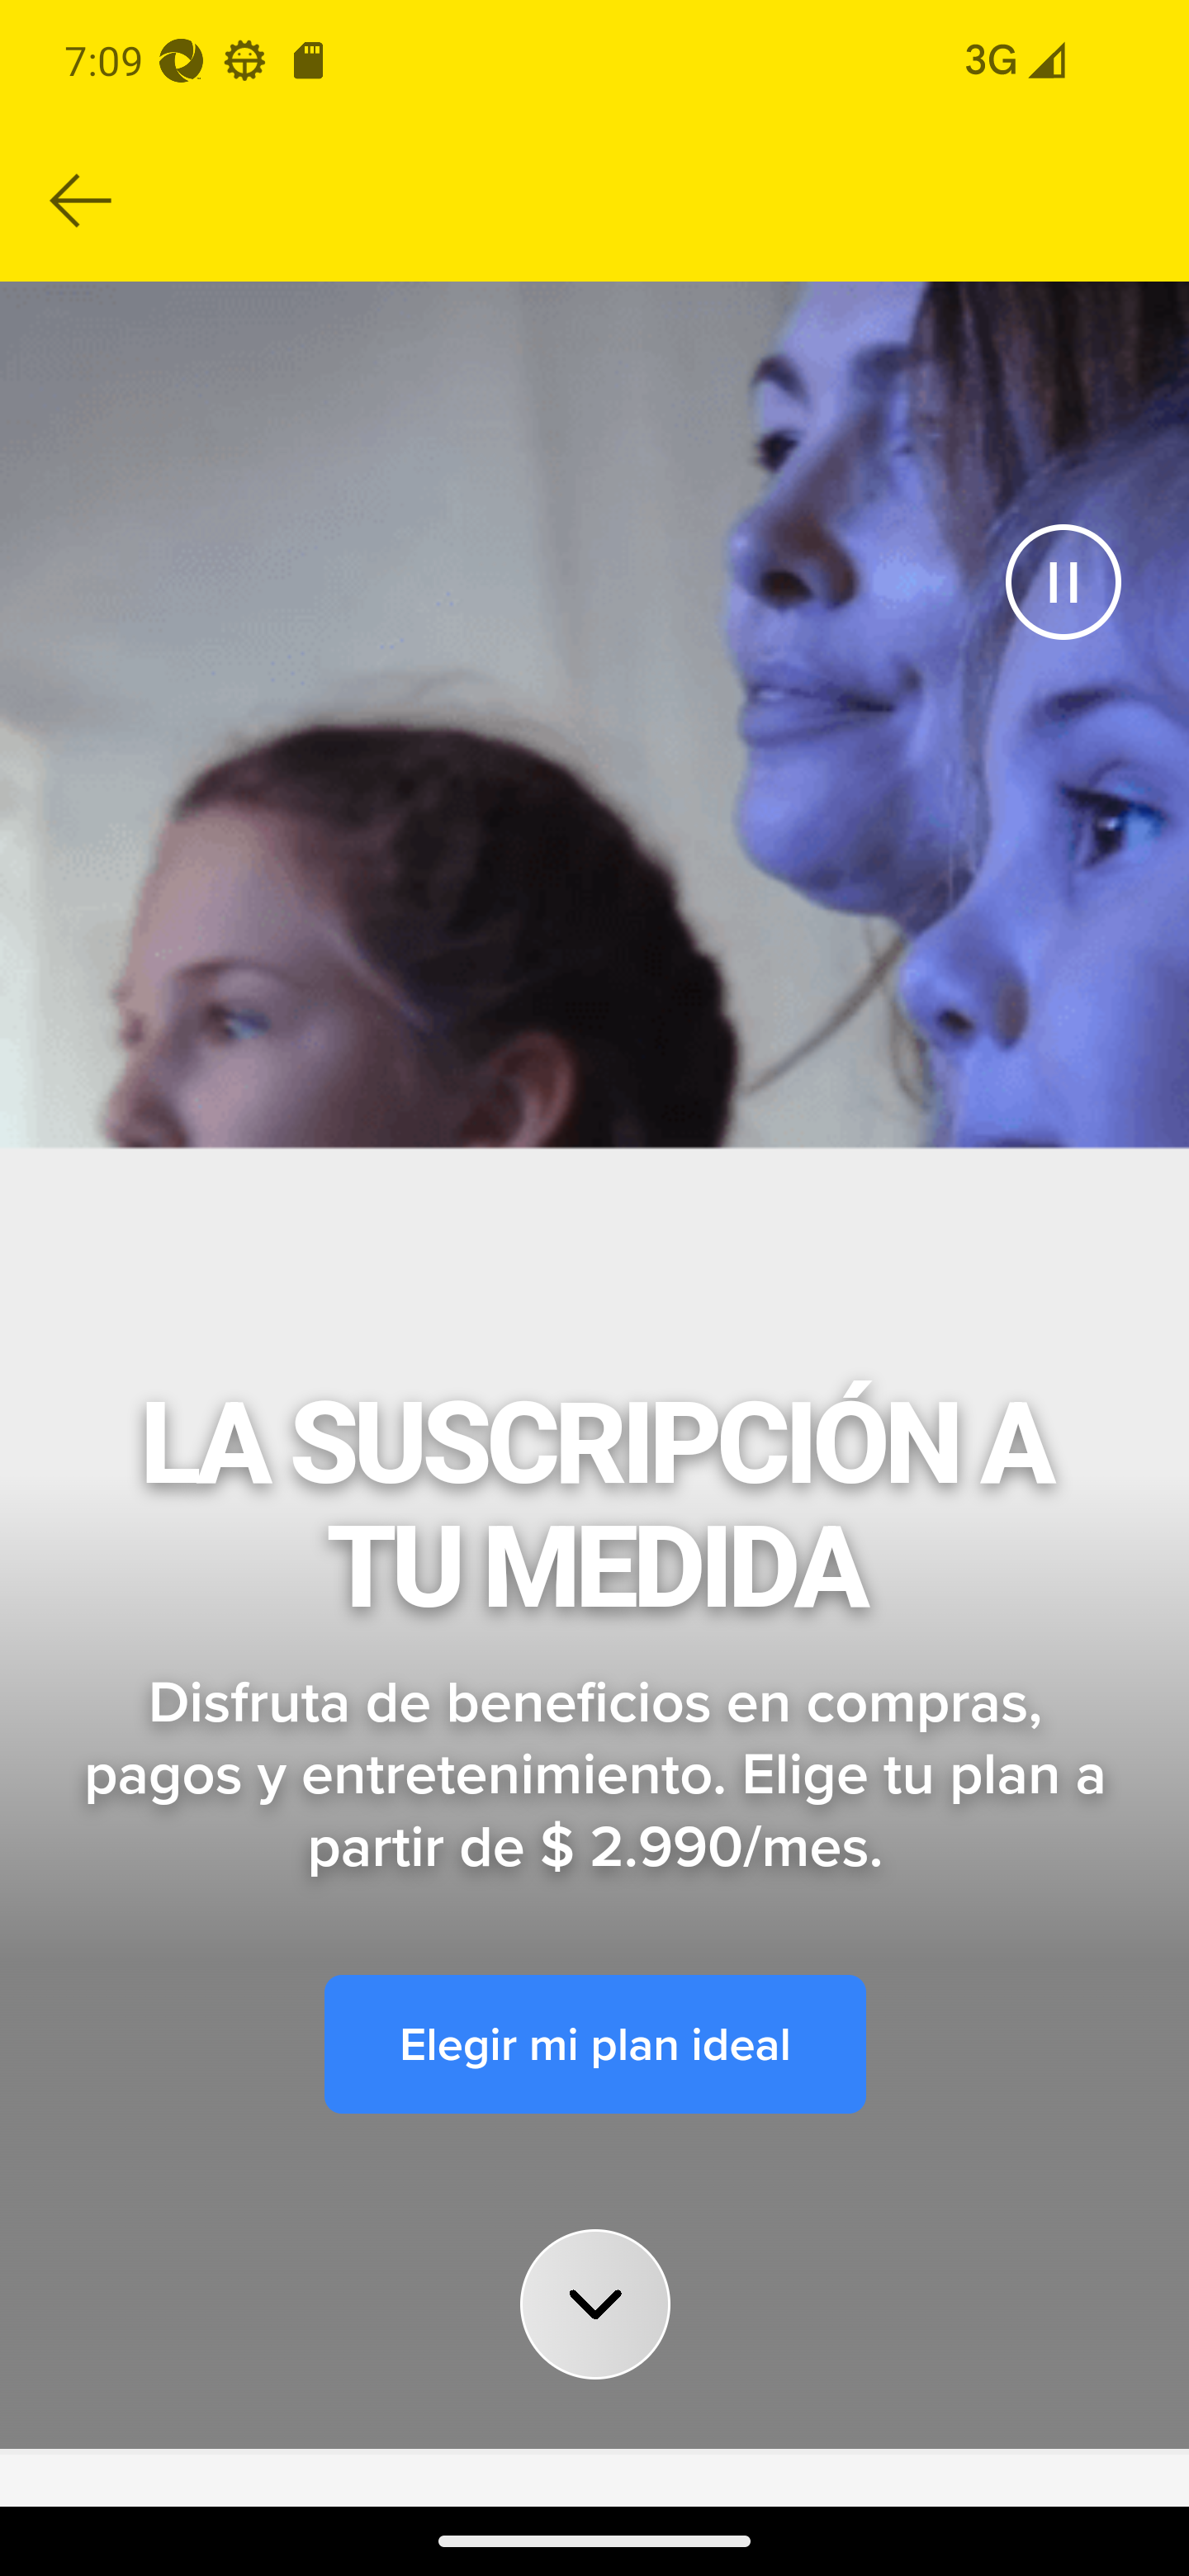 7:09
3G
LA SUSCRIPCIÓN A
TU MEDIDA
Disfruta de beneficios en compras,
pagos y entretenimiento. Elige tu plan a
partir de $ 2.990/mes.
Elegir mi plan ideal